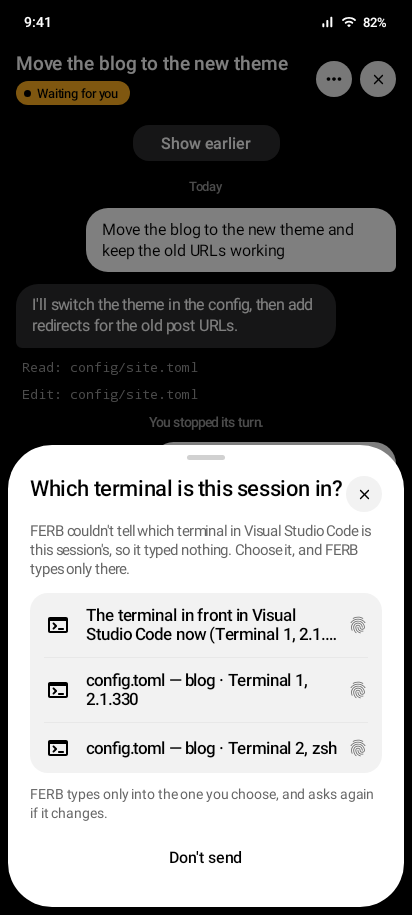 9:41
82%
Move the blog to the new theme
Waiting for you
Show earlier
Today
Move the blog to the new theme and
keep the old URLs working
I'll switch the theme in the config, then add
redirects for the old post URLs.
Read: config/site.toml
Edit: config/site.toml
You stopped its turn.
Which terminal is this session in?
FERB couldn't tell which terminal in Visual Studio Code is
this session's, so it typed nothing. Choose it, and FERB
types only there.
The terminal in front in Visual
Studio Code now (Terminal 1, 2.1....
config.toml — blog · Terminal 1,
2.1.330
config.toml — blog · Terminal 2, zsh
FERB types only into the one you choose, and asks again
if it changes.
Don't send